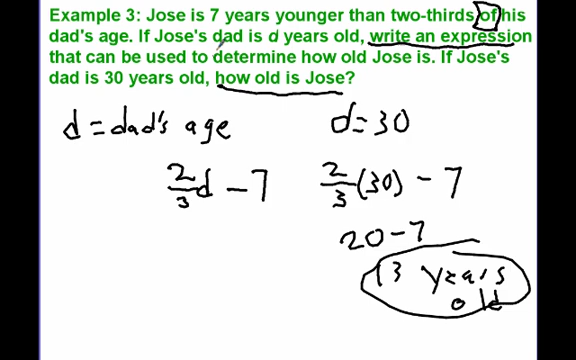 Example 3: Jose is 7 years younger than two-thirds of his
dad's age. If Jose's dad is d years old, write an expression
that can be used to determine how old Jose is. If Jose's
dad is 30 years old, how old is Jose?
d = dad's age
d = 30
2/3 d - 7
2/3 (30) - 7
20 - 7
13 years
old